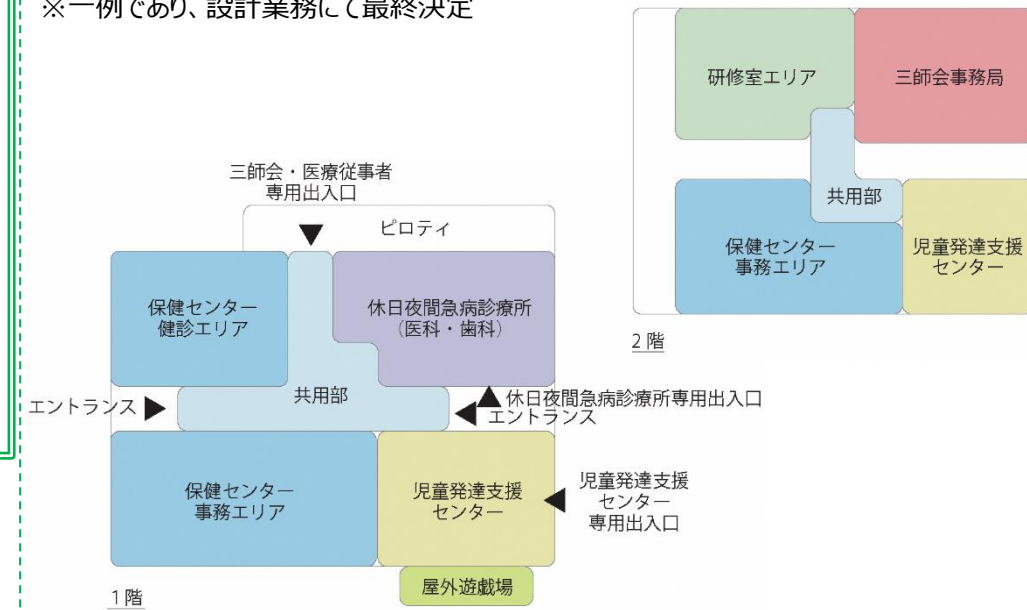 ※一例であり、設計業務にて最終決定
研修室エリア
三師会事務局
共用部
保健センター
事務エリア
児童発達支援
センター
2階
三師会・医療従事者
専用出入口
ピロティ
保健センター
健診エリア
休日夜間急病診療所
（医科・歯科）
エントランス
共用部
休日夜間急病診療所専用出入口
エントランス
保健センター
事務エリア
児童発達支援
センター
児童発達支援
センター
専用出入口
屋外遊戯場
1階